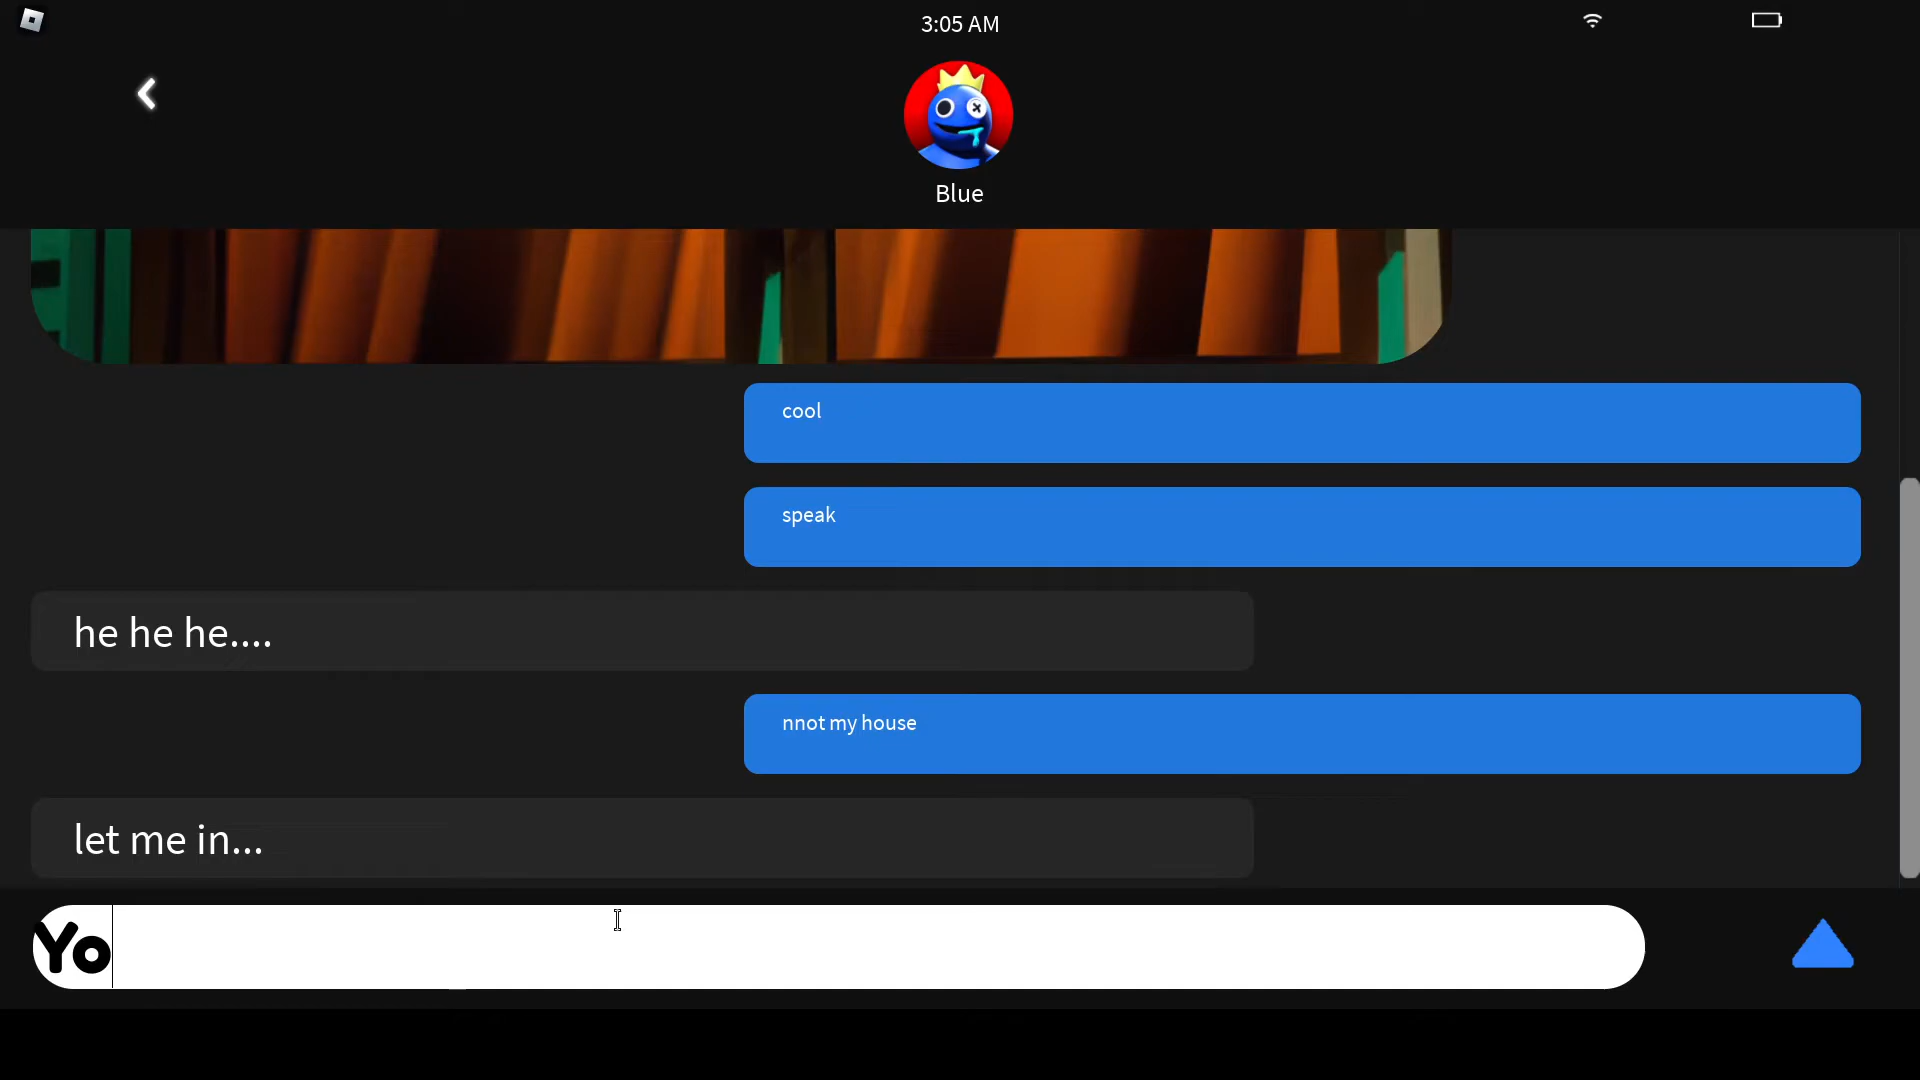 3:05 AM
Blue
cool
speak
he he he....
nnot my house
let me in...
Yo